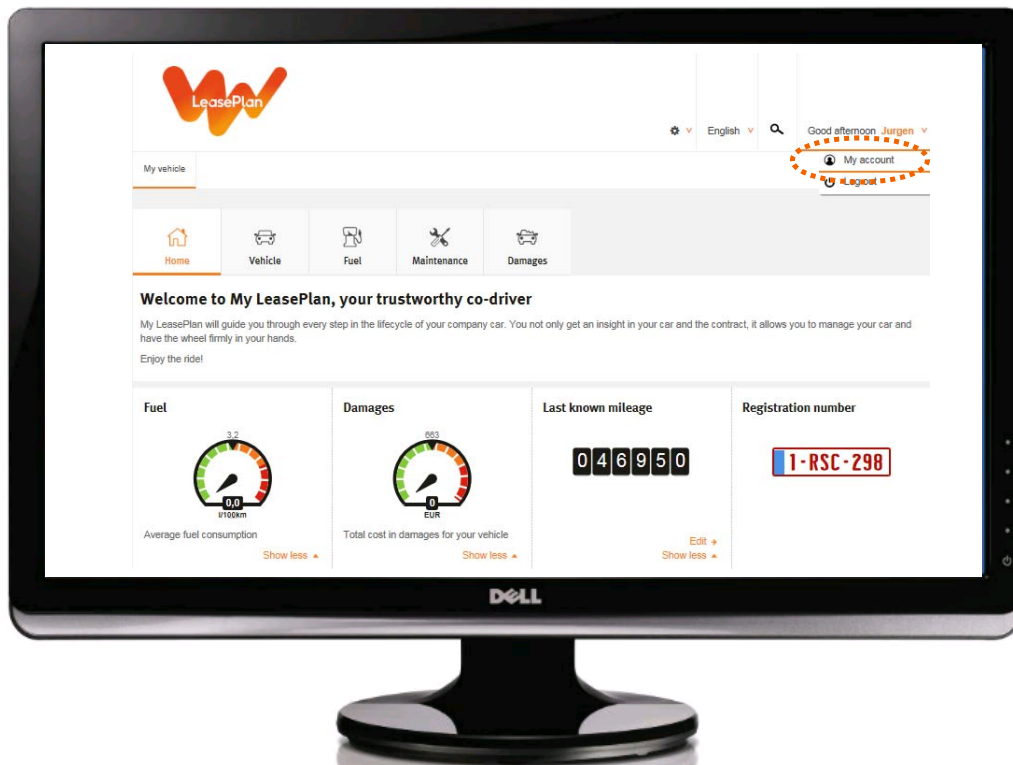 LeasePlan
English
Good afternoon Jurgen
My account
Log out
My vehicle
Home
Vehicle
Fuel
Maintenance
Damages
Welcome to My LeasePlan, your trustworthy co-driver
My LeasePlan will guide you through every step in the lifecycle of your company car. You not only get an insight in your car and the contract, it allows you to manage your car and
have the wheel firmly in your hands.
Enjoy the ride!
Fuel
Damages
Last known mileage
Registration number
3,2
663
0,0
l/100km
0
EUR
046950
1-RSC-298
Average fuel consumption
Total cost in damages for your vehicle
Edit
Show less
Show less
Show less
DELL